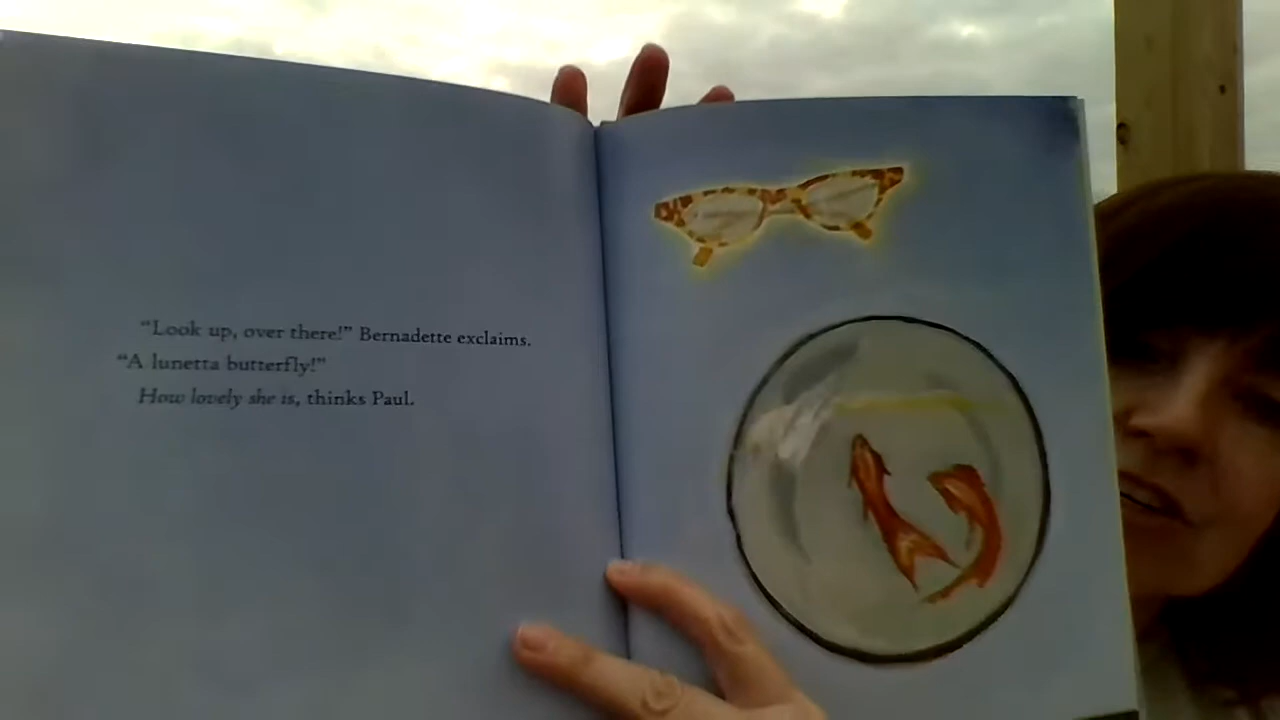 “Look up, over there!” Bernadette exclaims.
“A lunetta butterfly!”
How lovely she is, thinks Paul.